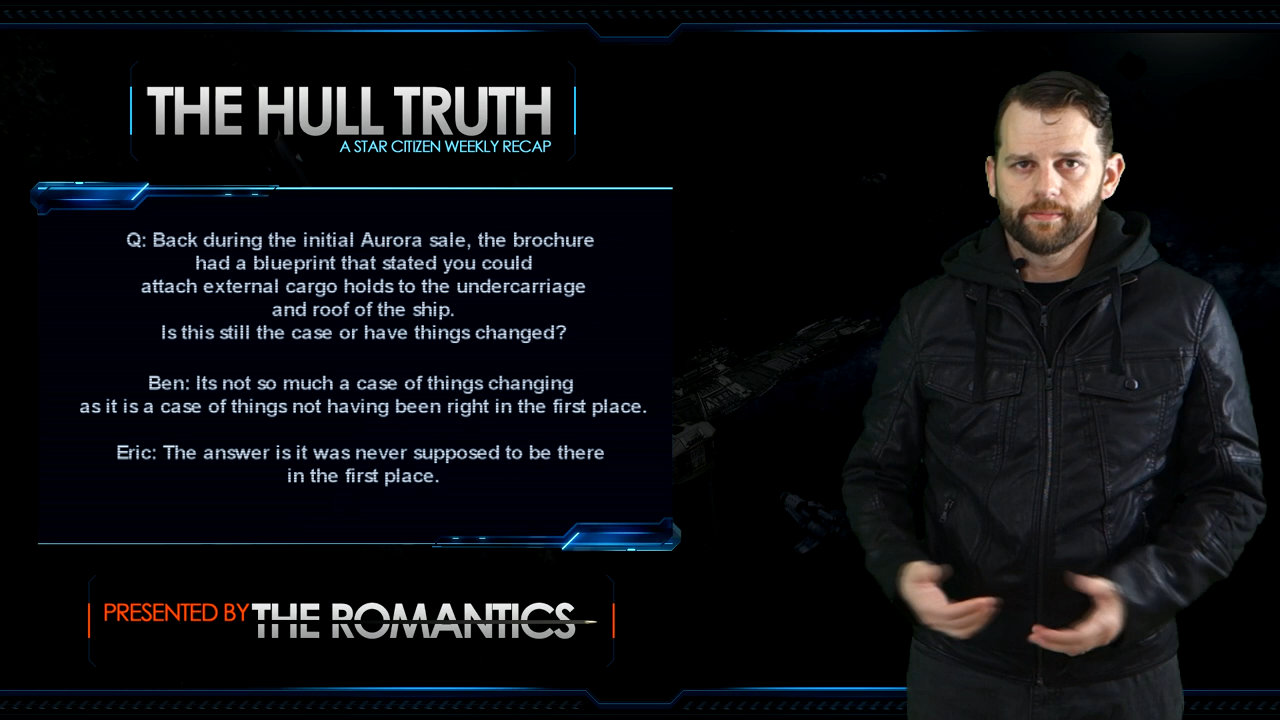 THE HULL TRUTH
A STAR CITIZEN WEEKLY RECAP
Q: Back during the initial Aurora sale, the brochure
had a blueprint that stated you could
attach external cargo holds to the undercarriage
and roof of the ship.
Is this still the case or have things changed?
Ben: Its not so much a case of things changing
as it is a case of things not having been right in the first place.
Eric: The answer is it was never supposed to be there
in the first place.
PRESENTED BY THE ROMANTICS